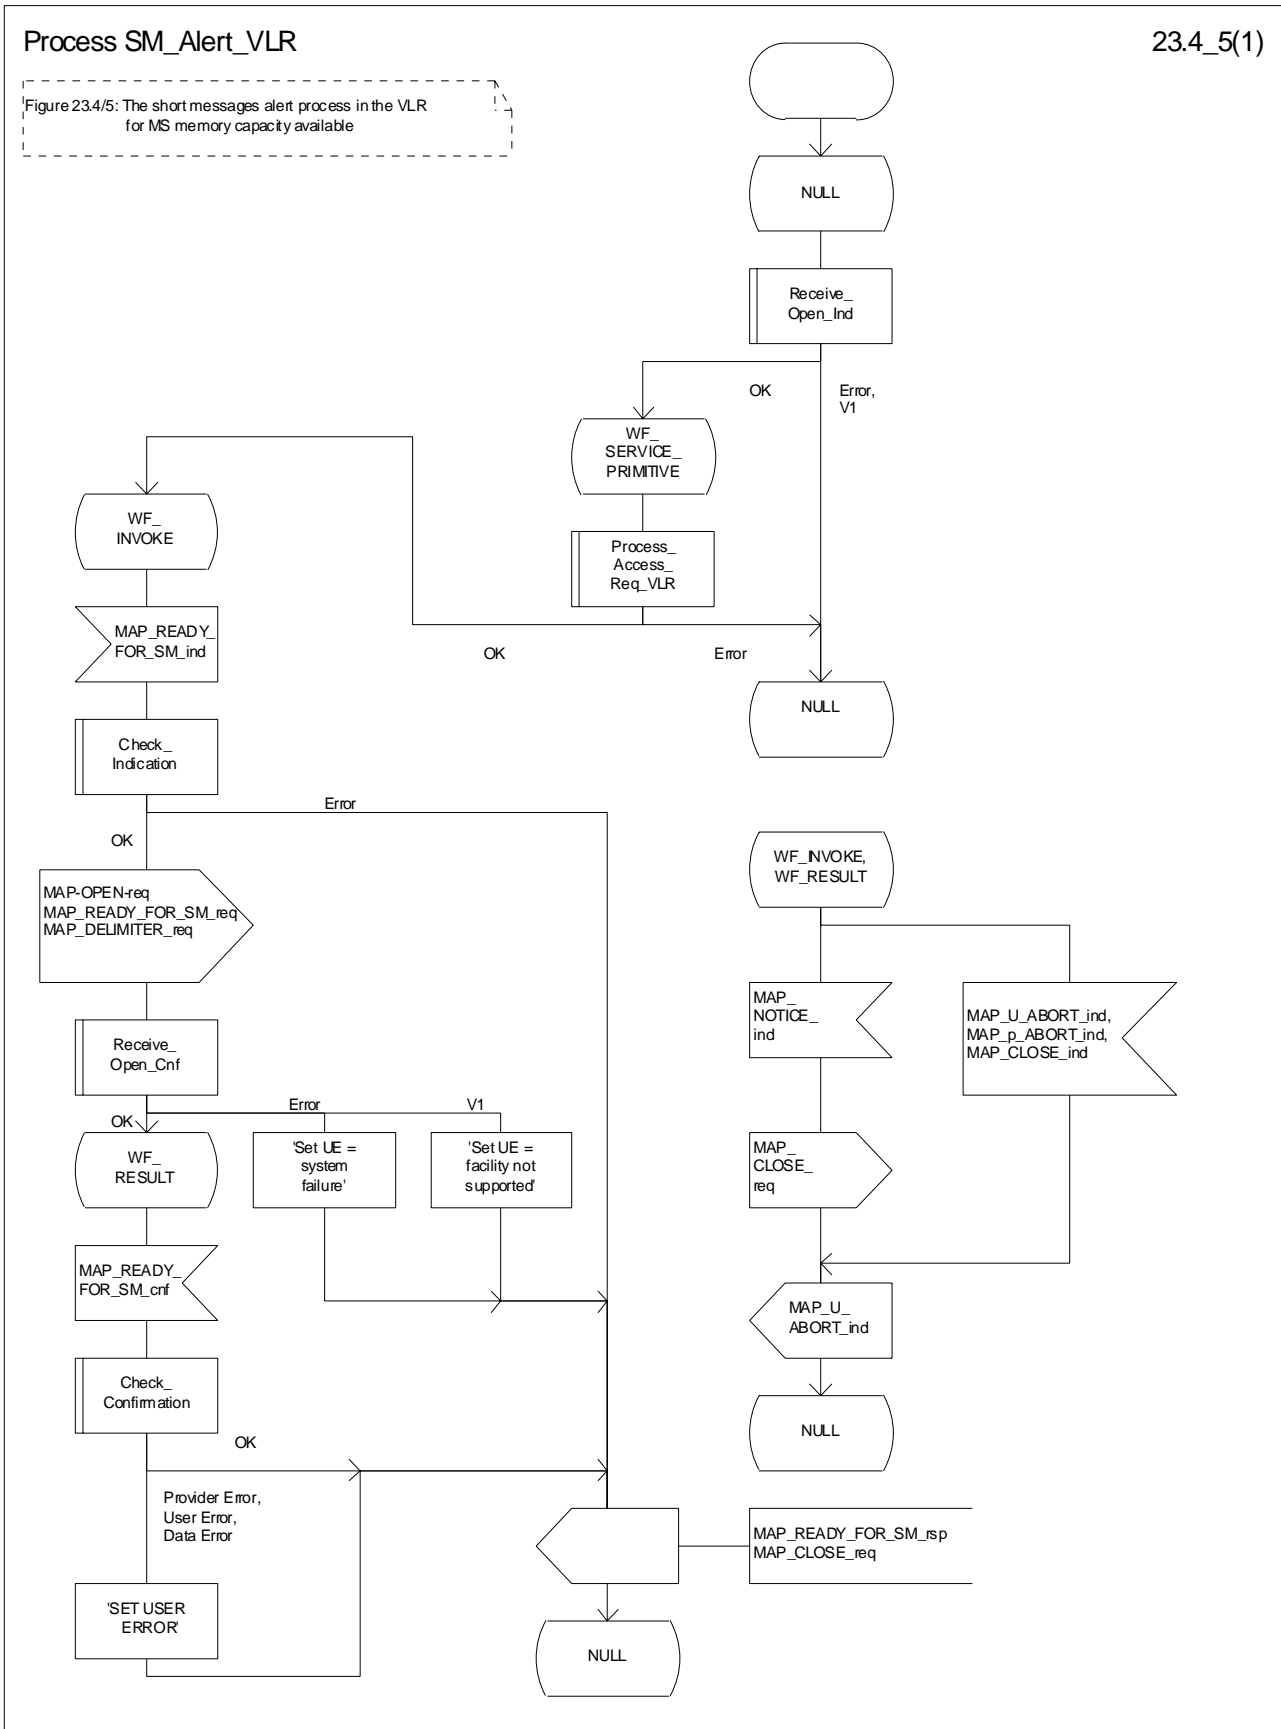 Process SM_Alert_VLR
23.4_5(1)
Figure 23.4/5: The short messages alert process in the VLR
for MS memory capacity available
NULL
Receive_
Open_Ind
OK
Error,
V1
WF_
SERVICE_
PRIMITIVE
Process_
Access_
Req_VLR
OK
Error
NULL
WF_
INVOKE
MAP_READY_
FOR_SM_ind
Check_
Indication
Error
OK
MAP-OPEN-req
MAP_READY_FOR_SM_req
MAP_DELIMITER_req
Receive_
Open_Cnf
OK
Error
V1
WF_
RESULT
'Set UE =
system
failure'
'Set UE =
facility not
supported'
MAP_READY_
FOR_SM_cnf
Check_
Confirmation
OK
Provider Error,
User Error,
Data Error
'SET USER
ERROR'
WF_INVOKE,
WF_RESULT
MAP_
NOTICE_
ind
MAP_U_ABORT_ind,
MAP_p_ABORT_ind,
MAP_CLOSE_ind
MAP_
CLOSE_
req
MAP_U_
ABORT_ind
NULL
MAP_READY_FOR_SM_rsp
MAP_CLOSE_req
NULL